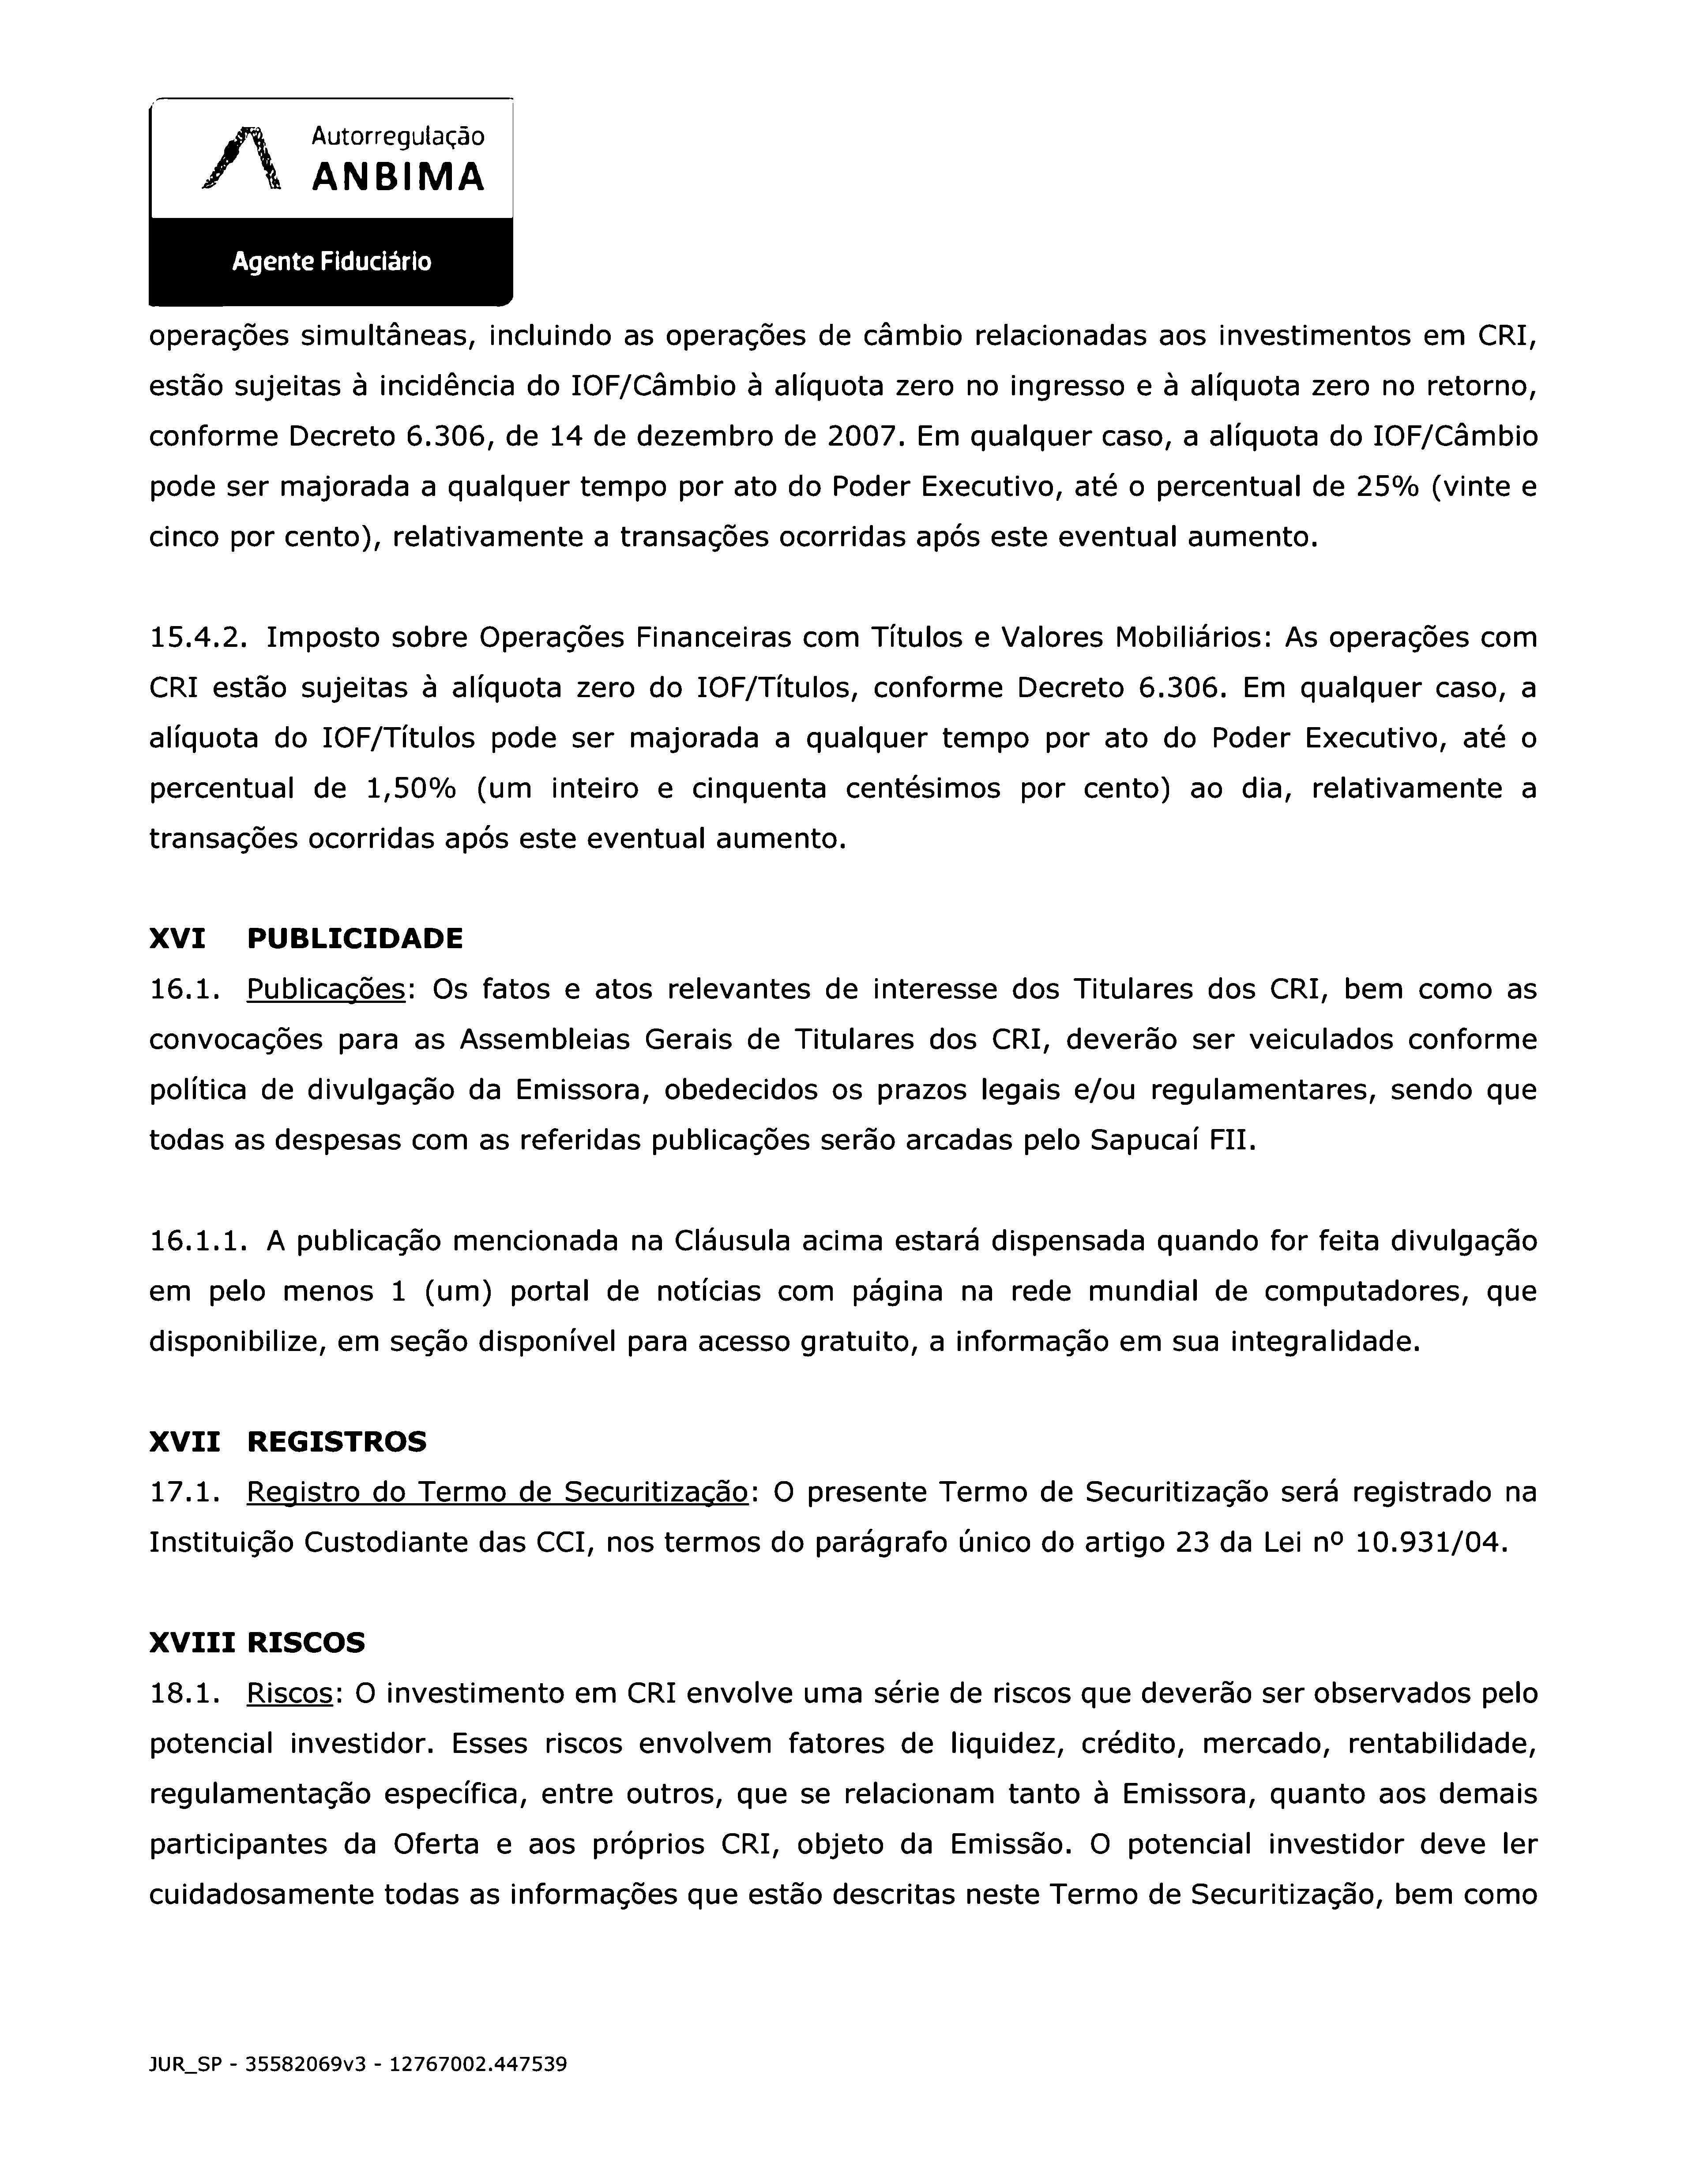 Autorregulação
ANBIMA
Agente Fiduciário
operações simultâneas, incluindo as operações de câmbio relacionadas aos investimentos em CRI,
estão sujeitas à incidência do IOF/Câmbio à alíquota zero no ingresso e à alíquota zero no retorno,
conforme Decreto 6.306, de 14 de dezembro de 2007. Em qualquer caso, a alíquota do IOF/Câmbio
pode ser majorada a qualquer tempo por ato do Poder Executivo, até o percentual de 25% (vinte e
cinco por cento), relativamente a transações ocorridas após este eventual aumento.
15.4.2. Imposto sobre Operações Financeiras com Títulos e Valores Mobiliários: As operações com
CRI estão sujeitas à alíquota zero do IOF/Títulos, conforme Decreto 6.306. Em qualquer caso, a
alíquota do IOF/Títulos pode ser majorada a qualquer tempo por ato do Poder Executivo, até o
percentual de 1,50% (um inteiro e cinquenta centésimos por cento) ao dia, relativamente a
transações ocorridas após este eventual aumento.
XVI PUBLICIDADE
16.1. Publicações: Os fatos e atos relevantes de interesse dos Titulares dos CRI, bem como as
convocações para as Assembleias Gerais de Titulares dos CRI, deverão ser veiculados conforme
política de divulgação da Emissora, obedecidos os prazos legais e/ou regulamentares, sendo que
todas as despesas com as referidas publicações serão arcadas pelo Sapucaí FII.
16.1.1. A publicação mencionada na Cláusula acima estará dispensada quando for feita divulgação
em pelo menos 1 (um) portal de notícias com página na rede mundial de computadores, que
disponibilize, em seção disponível para acesso gratuito, a informação em sua integralidade.
XVII REGISTROS
17.1. Registro do Termo de Securitização: O presente Termo de Securitização será registrado na
Instituição Custodiante das CCI, nos termos do parágrafo único do artigo 23 da Lei nº 10.931/04.
XVIII RISCOS
18.1. Riscos: O investimento em CRI envolve uma série de riscos que deverão ser observados pelo
potencial investidor. Esses riscos envolvem fatores de liquidez, crédito, mercado, rentabilidade,
regulamentação específica, entre outros, que se relacionam tanto à Emissora, quanto aos demais
participantes da Oferta e aos próprios CRI, objeto da Emissão. O potencial investidor deve ler
cuidadosamente todas as informações que estão descritas neste Termo de Securitização, bem como
JUR_SP - 35582069v3 - 12767002.447539